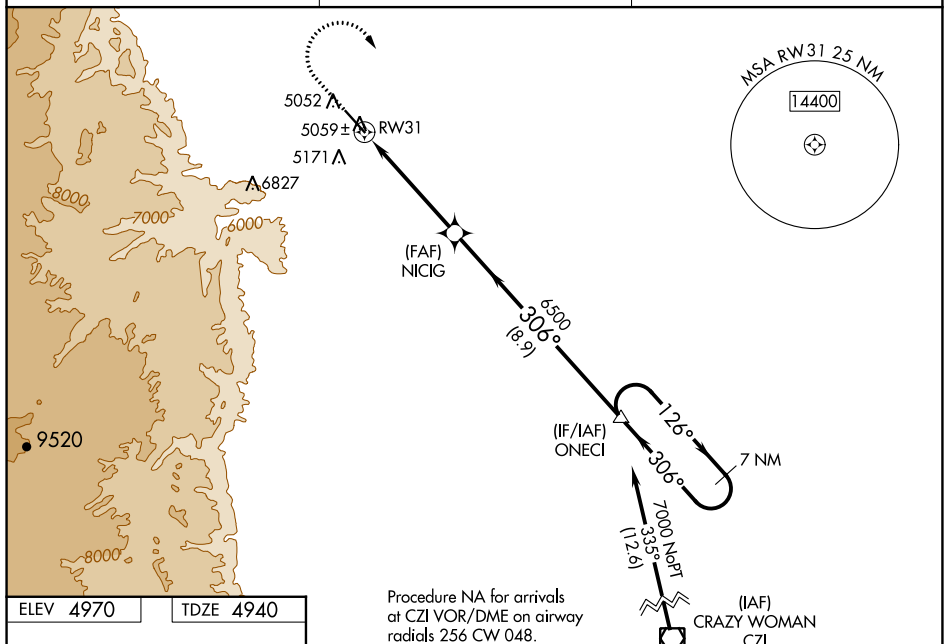 MSA RW31 25 NM
14400
5052
5059± RW31
5171
6827
8000
7000
6000
(FAF)
NICIG
6500
306°
(8.9)
9520
(IF/IAF)
ONECI
126°
306°
7 NM
7000 NoPT
335°
(12.6)
8000
ELEV 4970
TDZE 4940
Procedure NA for arrivals
at CZI VOR/DME on airway
radials 256 CW 048.
(IAF)
CRAZY WOMAN
CZI